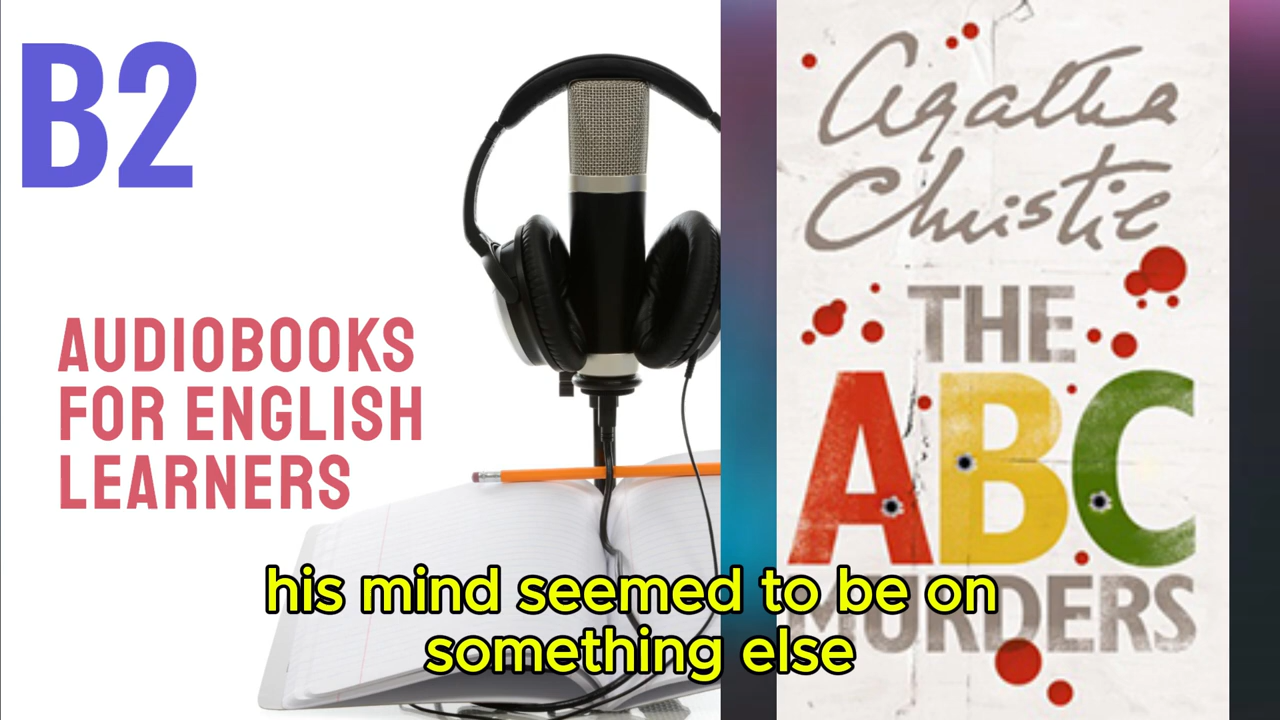 B2
AUDIOBOOKS
FOR ENGLISH
LEARNERS
Agatha
Christie
THE
ABC
MURDERS
his mind seemed to be on
something else